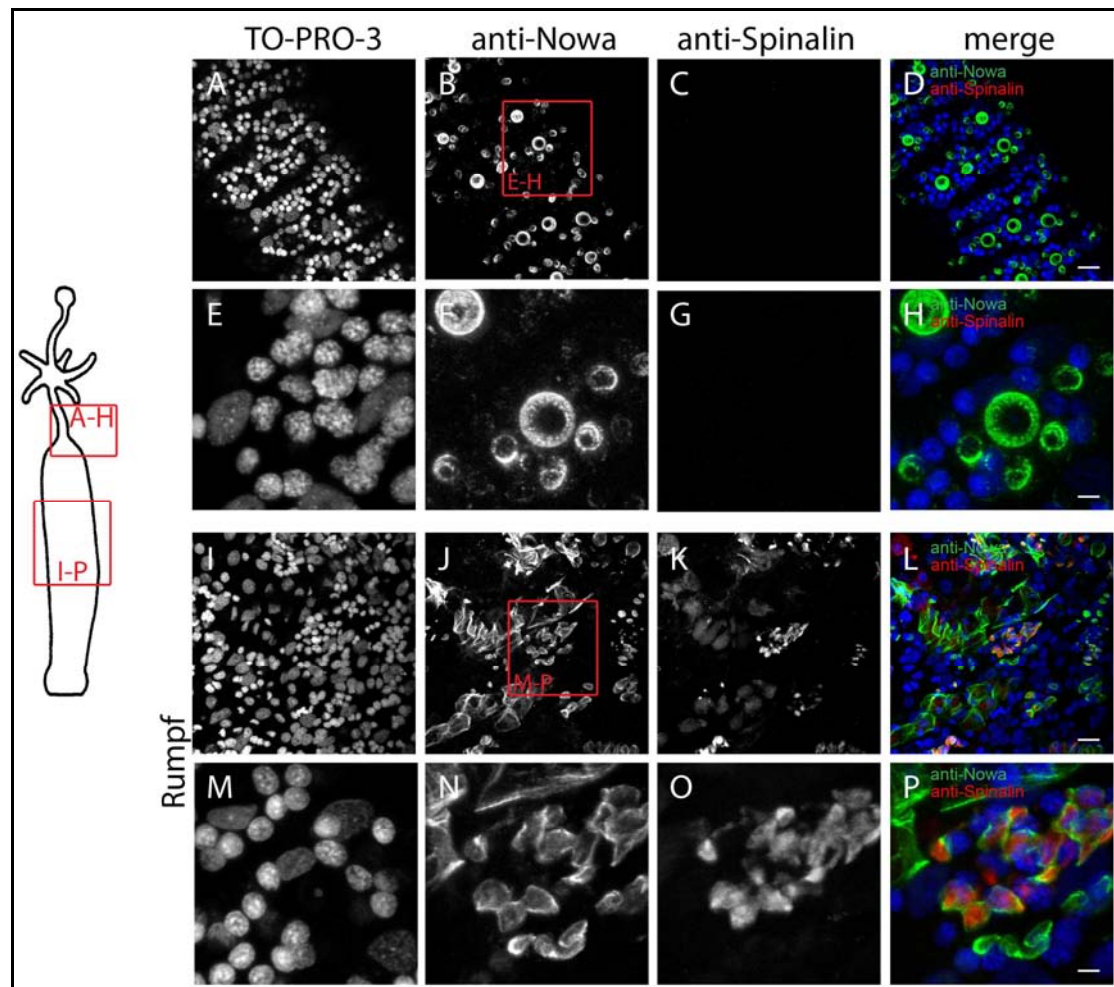 TO-PRO-3 anti-Nowa anti-Spinalin merge
A B C D anti-Nowa
anti-Spinalin
E-H
E F G H anti-Nowa
anti-Spinalin
A-H
I-P
Rumpf
I J K L anti-Nowa
anti-Spinalin
M-P
M N O P anti-Nowa
anti-Spinalin